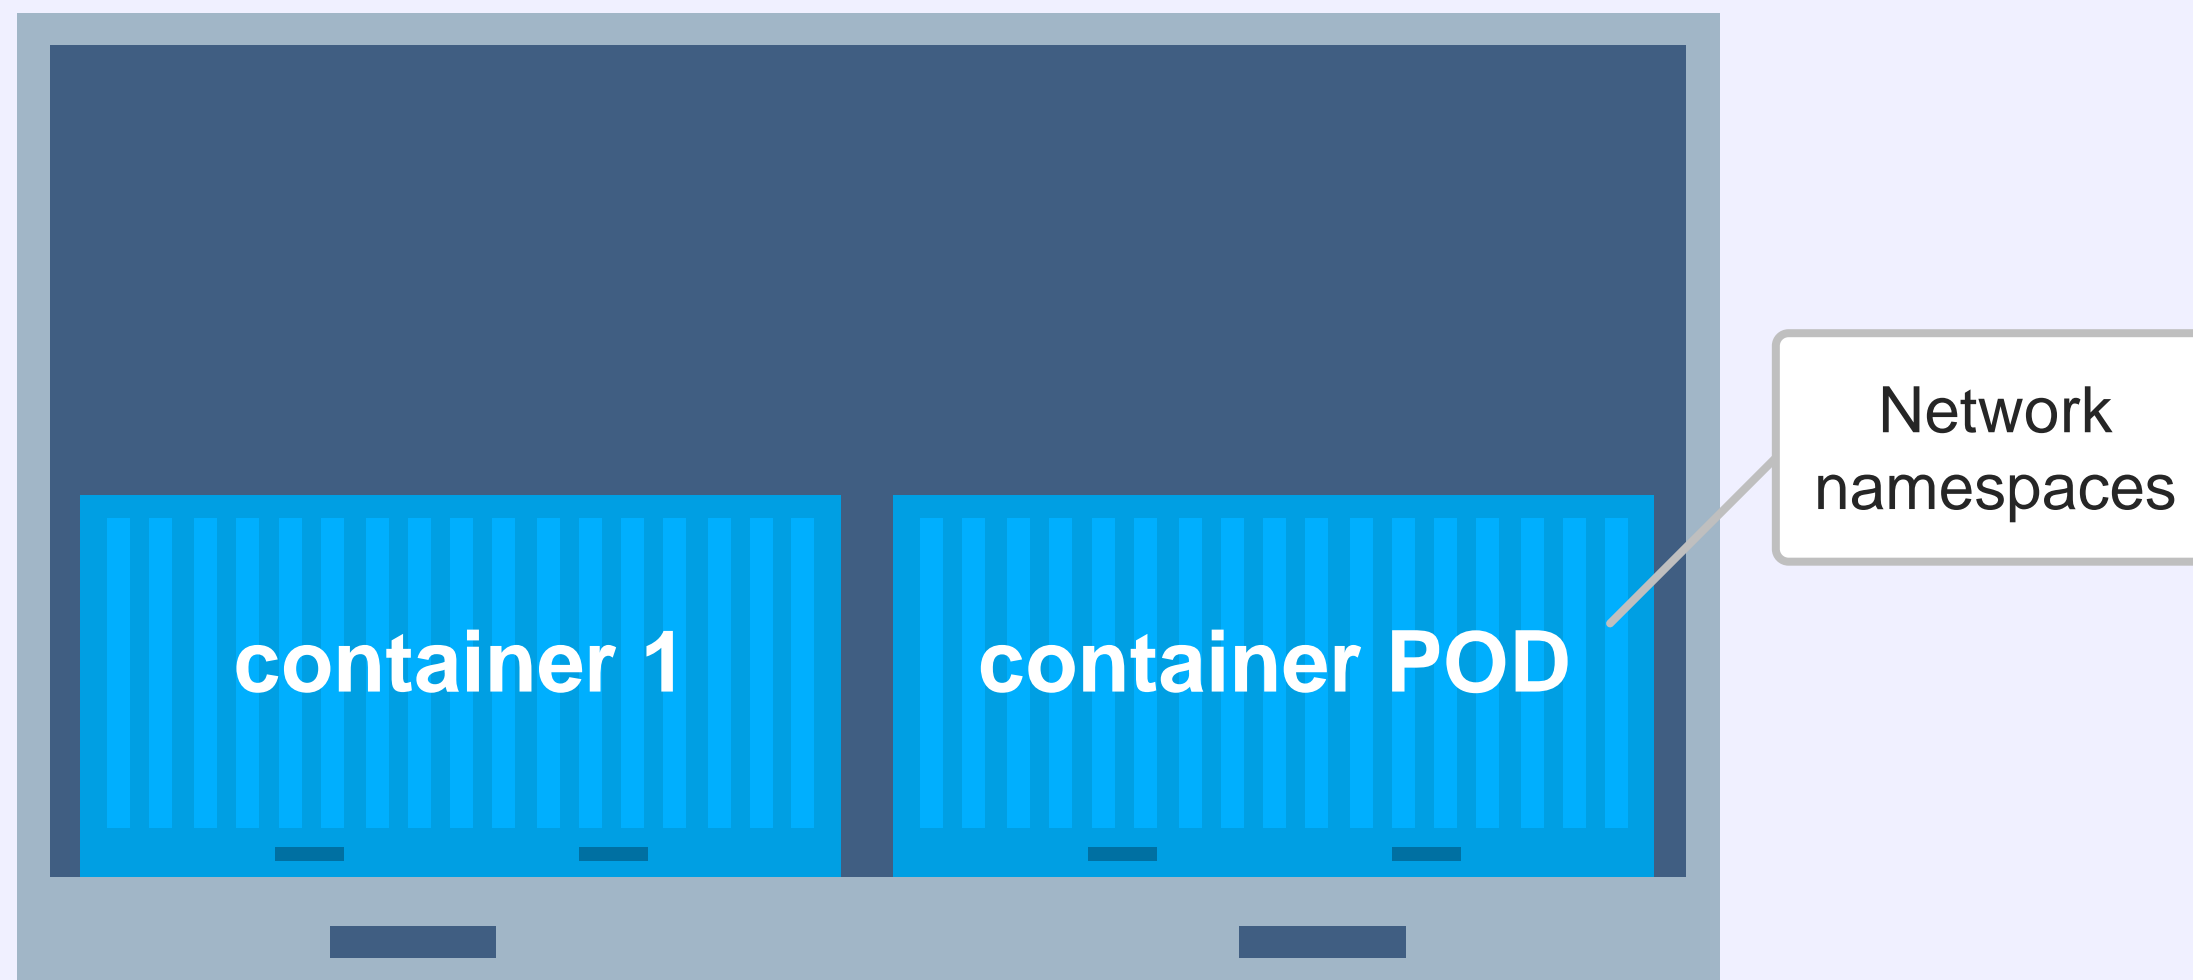 Network
namespaces
container 1
container POD